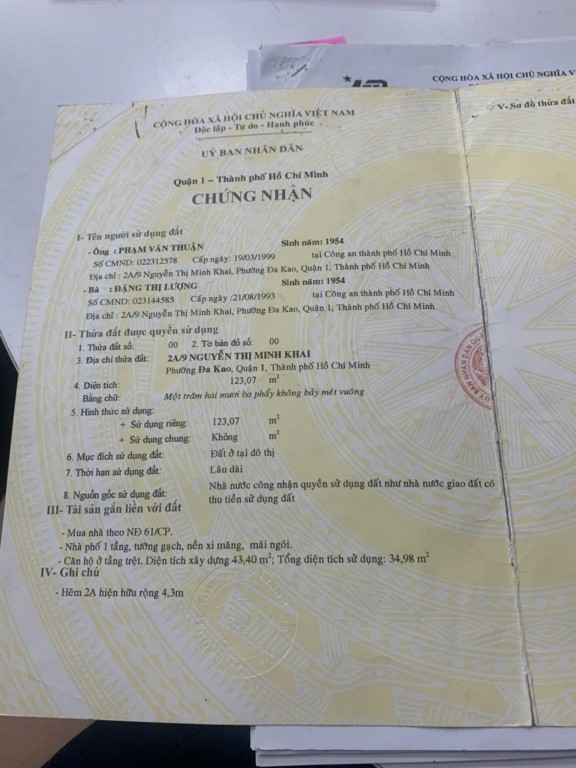 CỘNG HÒA XÃ HỘI CHỦ NGHĨA VIỆ
CỘNG HÒA XÃ HỘI CHỦ NGHĨA VIỆT NAM
Độc lập - Tự do - Hạnh phúc
UỶ BAN NHÂN DÂN
Quận 1 – Thành phố Hồ Chí Minh
CHỨNG NHẬN
I- Tên người sử dụng đất
- Ông : PHẠM VĂN THUẬN Sinh năm: 1954
Số CMND: 022312578 Cấp ngày: 19/03/1999 tại Công an thành phố Hồ Chí Minh
Địa chỉ : 2A/9 Nguyễn Thị Minh Khai, Phường Đa Kao, Quận 1, Thành phố Hồ Chí Minh
- Bà : ĐẶNG THỊ LƯỢNG Sinh năm: 1954
Số CMND: 023144585 Cấp ngày :21/08/1993 tại Công an thành phố Hồ Chí Minh
Địa chỉ : 2A/9 Nguyễn Thị Minh Khai, Phường Đa Kao, Quận 1, Thành phố Hồ Chí Minh
II- Thửa đất được quyền sử dụng
1. Thửa đất số: 00 2. Tờ bản đồ số: 00
3. Địa chỉ thửa đất: 2A/9 NGUYỄN THỊ MINH KHAI
Phường Đa Kao, Quận 1, Thành phố Hồ Chí Minh
4. Diện tích: 123,07 m²
Bằng chữ: Một trăm hai mươi ba phẩy không bảy mét vuông
5. Hình thức sử dụng:
+ Sử dụng riêng: 123,07 m²
+ Sử dụng chung: Không m²
6. Mục đích sử dụng đất: Đất ở tại đô thị
7. Thời hạn sử dụng đất: Lâu dài
8. Nguồn gốc sử dụng đất: Nhà nước công nhận quyền sử dụng đất như nhà nước giao đất có
thu tiền sử dụng đất
III- Tài sản gắn liền với đất
- Mua nhà theo NĐ 61/CP.
- Nhà phố 1 tầng, tường gạch, nền xi măng, mái ngói.
- Căn hộ ở tầng trệt. Diện tích xây dựng 43,40 m²; Tổng diện tích sử dụng: 34,98 m²
IV- Ghi chú
- Hẻm 2A hiện hữu rộng 4,3m
V- Sơ đồ thửa đất